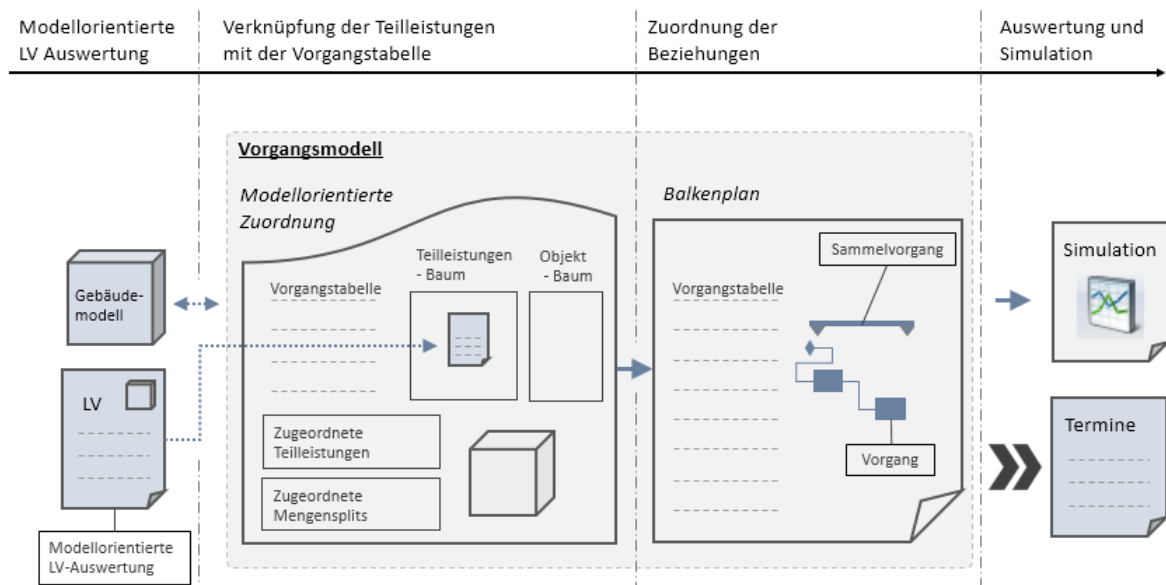 Modellorientierte
LV Auswertung
Verknüpfung der Teilleistungen
mit der Vorgangstabelle
Zuordnung der
Beziehungen
Auswertung und
Simulation
Vorgangsmodell
Modellorientierte
Zuordnung
Balkenplan
Teilleistungen
- Baum
Objekt
- Baum
Sammelvorgang
Simulation
Gebäude-
modell
Vorgangstabelle
Vorgangstabelle
LV
Zugeordnete
Teilleistungen
Zugeordnete
Mengensplits
Vorgang
Termine
Modellorientierte
LV-Auswertung